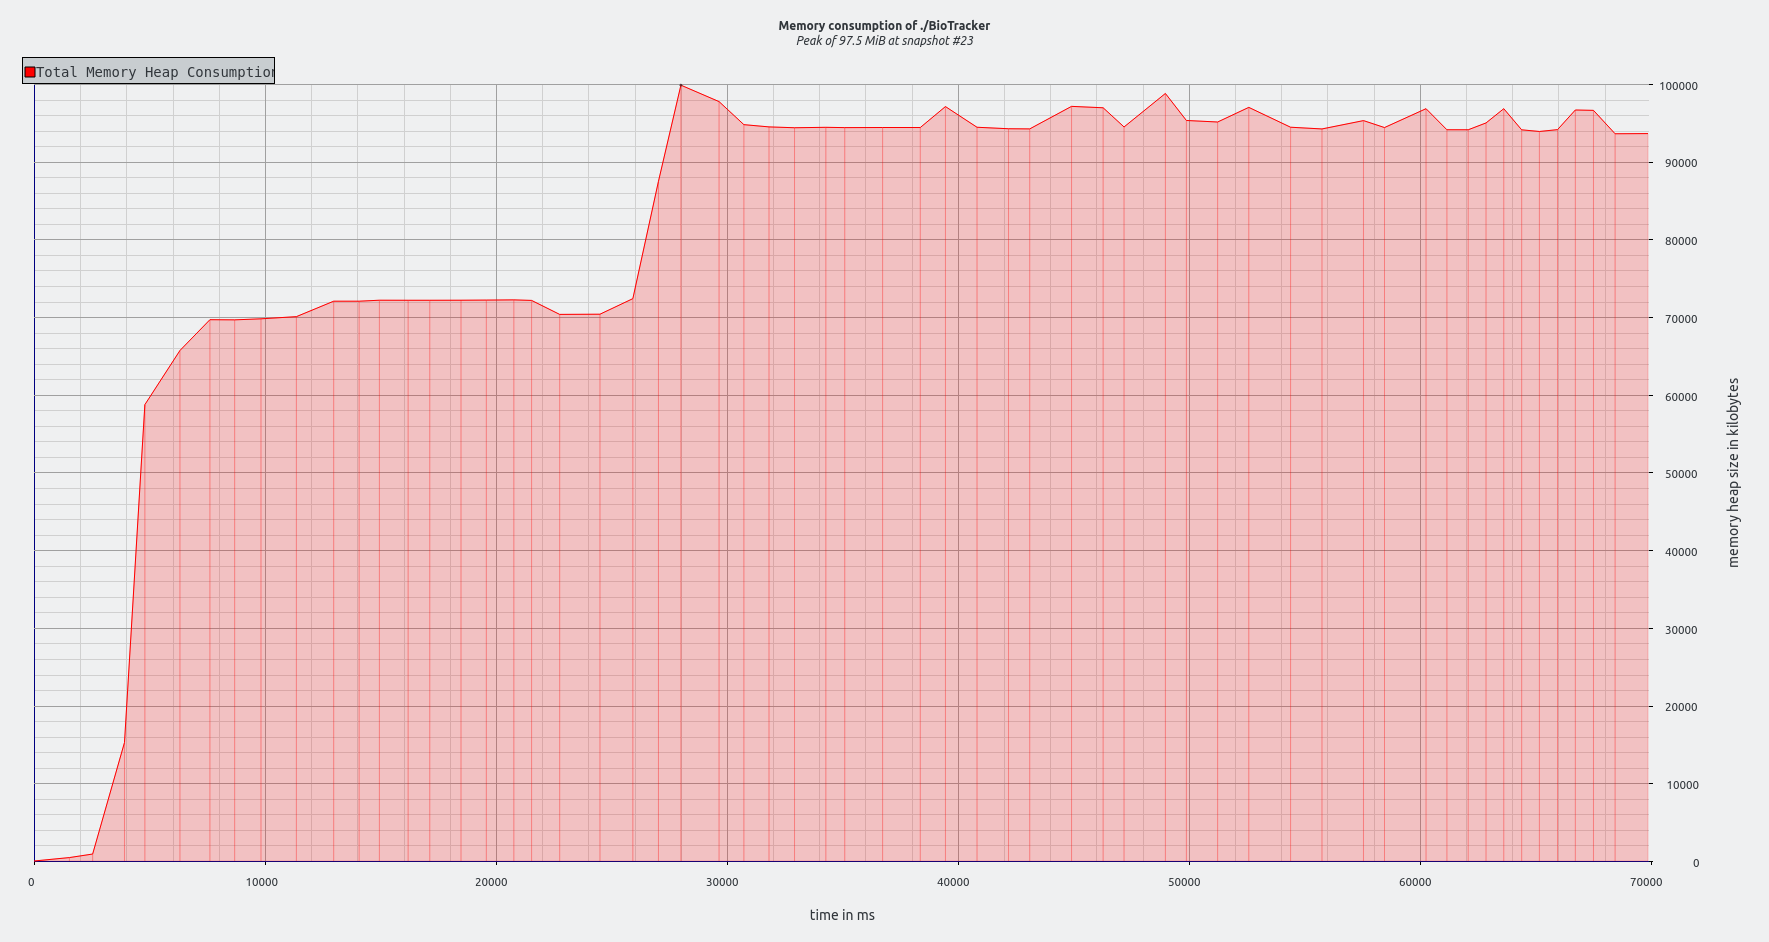 Memory consumption of ./BioTracker
Peak of 97.5 MiB at snapshot #23
Total Memory Heap Consumption
100000
90000
80000
70000
60000
50000
40000
30000
20000
10000
0
memory heap size in kilobytes
0 10000 20000 30000 40000 50000 60000 70000
time in ms